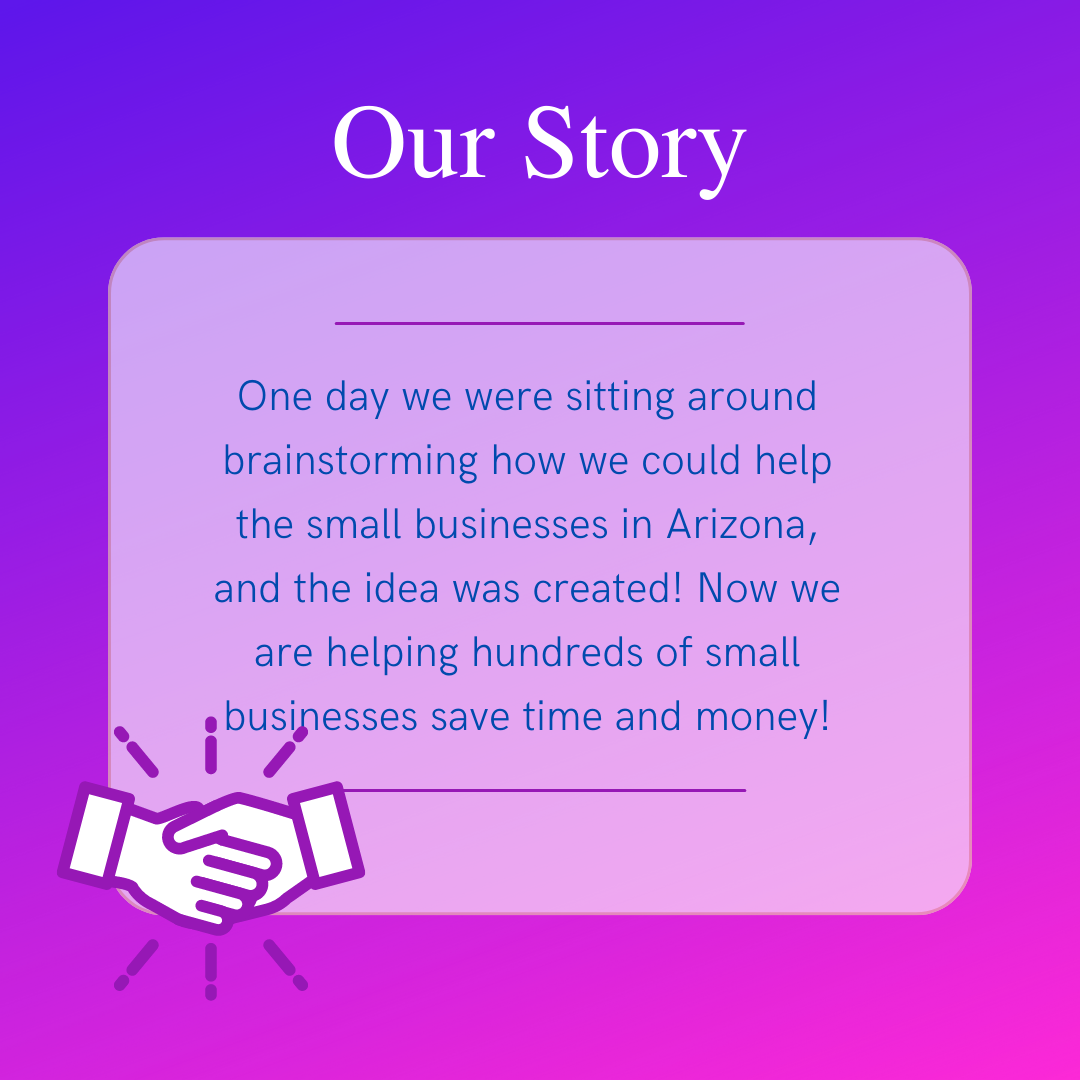 Our Story
One day we were sitting around
brainstorming how we could help
the small businesses in Arizona,
and the idea was created! Now we
are helping hundreds of small
businesses save time and money!